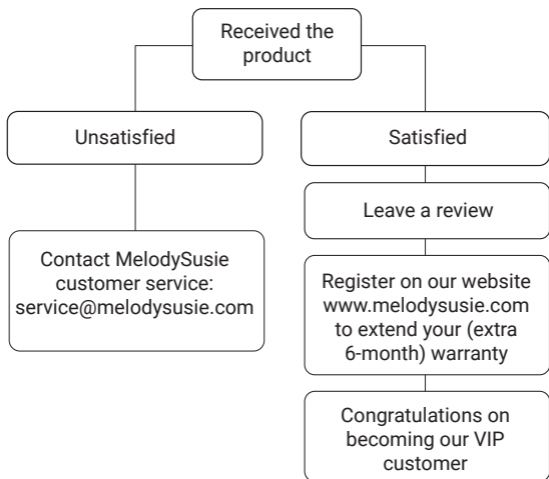 Received the
product
Unsatisfied
Satisfied
Leave a review
Contact MelodySusie
customer service:
service@melodysusie.com
Register on our website
www.melodysusie.com
to extend your (extra
6-month) warranty
Congratulations on
becoming our VIP
customer